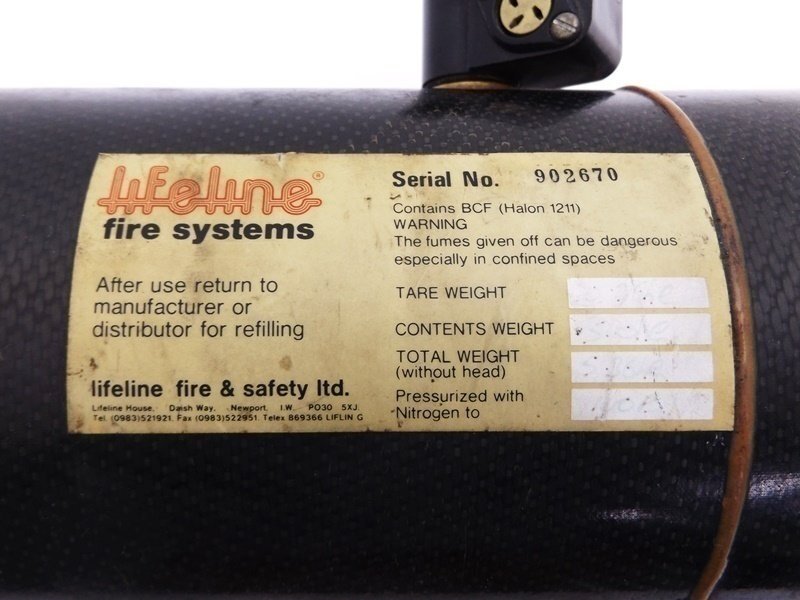 lifeline®
fire systems
After use return to
manufacturer or
distributor for refilling
lifeline fire & safety ltd.
Lifeline House, Daish Way, Newport, I.W. PO30 5XJ.
Tel. (0983)521921. Fax (0983)522951. Telex 869366 LIFLIN G
Serial No. 902670
Contains BCF (Halon 1211)
WARNING
The fumes given off can be dangerous
especially in confined spaces
TARE WEIGHT
CONTENTS WEIGHT
TOTAL WEIGHT
(without head)
Pressurized with
Nitrogen to